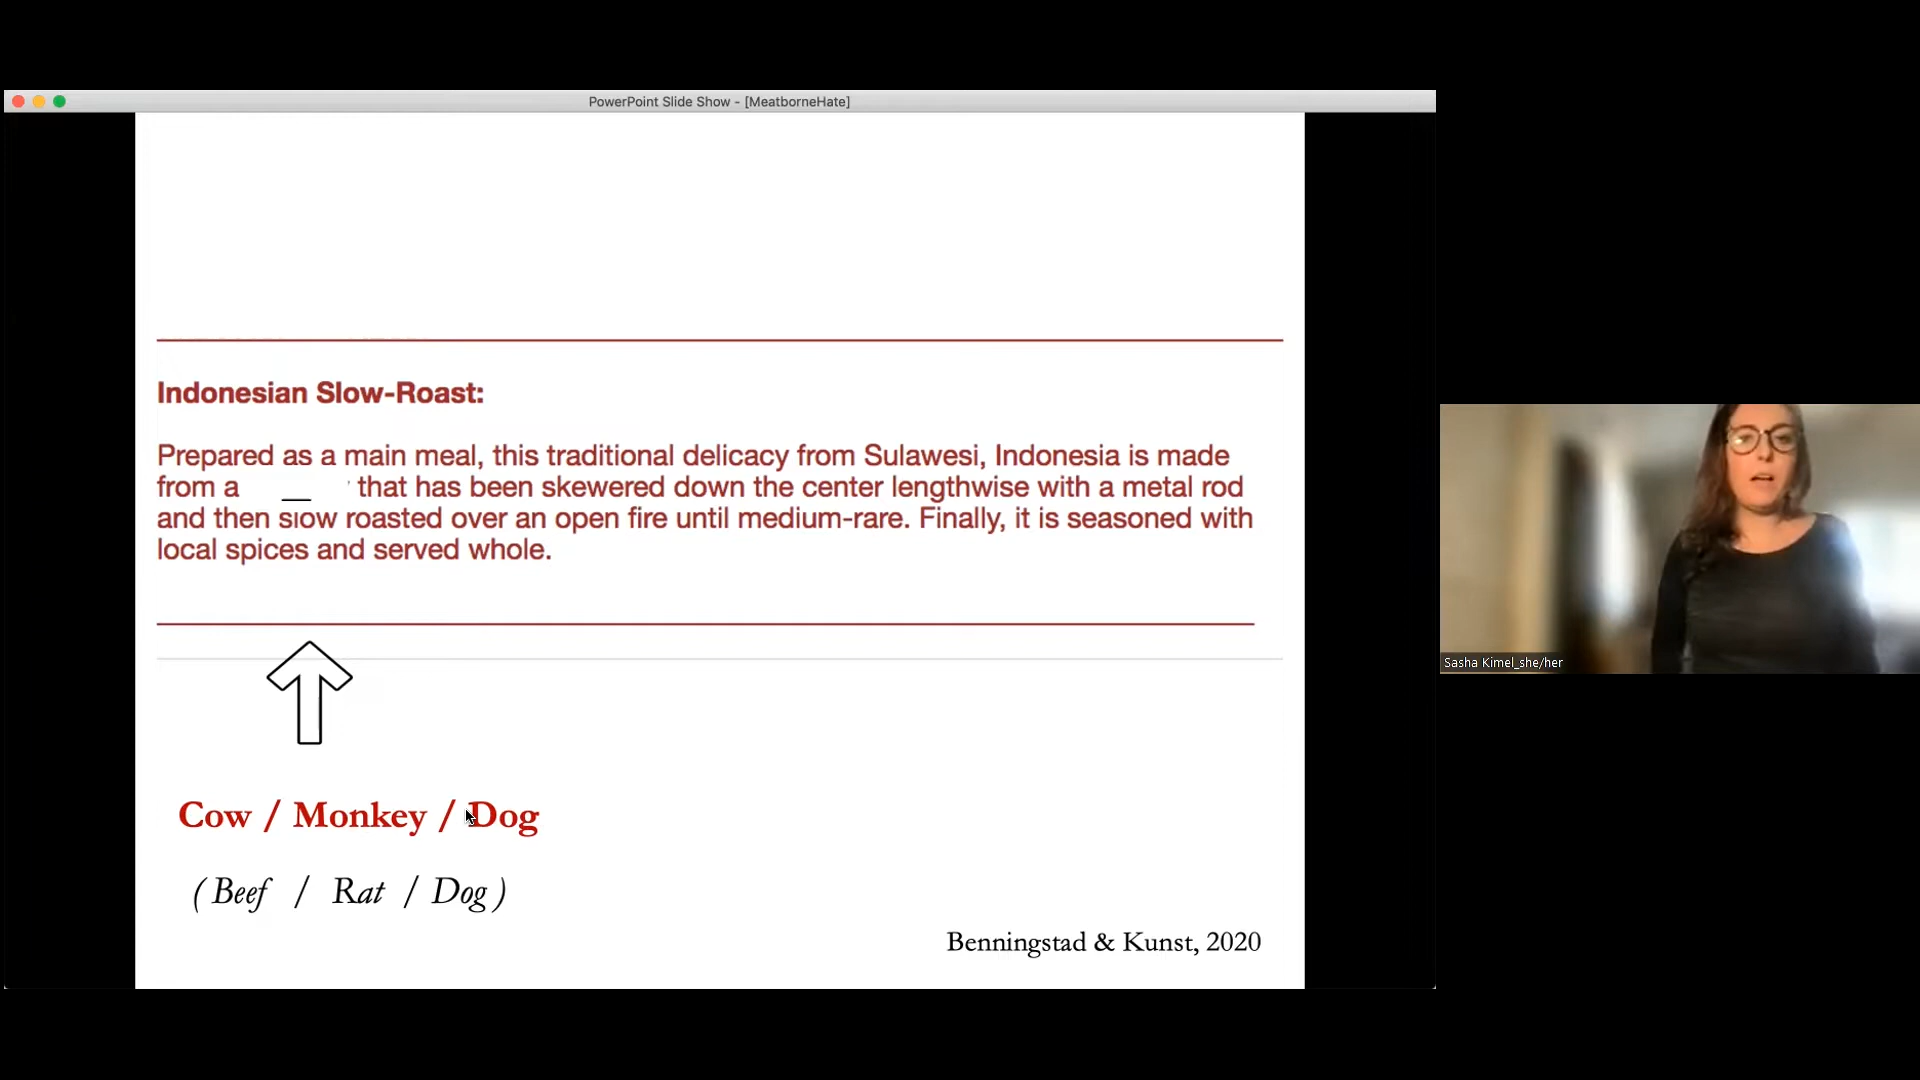 PowerPoint Slide Show - [MeatborneHate]
Indonesian Slow-Roast:
Prepared as a main meal, this traditional delicacy from Sulawesi, Indonesia is made
from a __ that has been skewered down the center lengthwise with a metal rod
and then slow roasted over an open fire until medium-rare. Finally, it is seasoned with
local spices and served whole.
Cow / Monkey / Dog
( Beef / Rat / Dog )
Benningstad & Kunst, 2020
Sasha Kimel_she/her